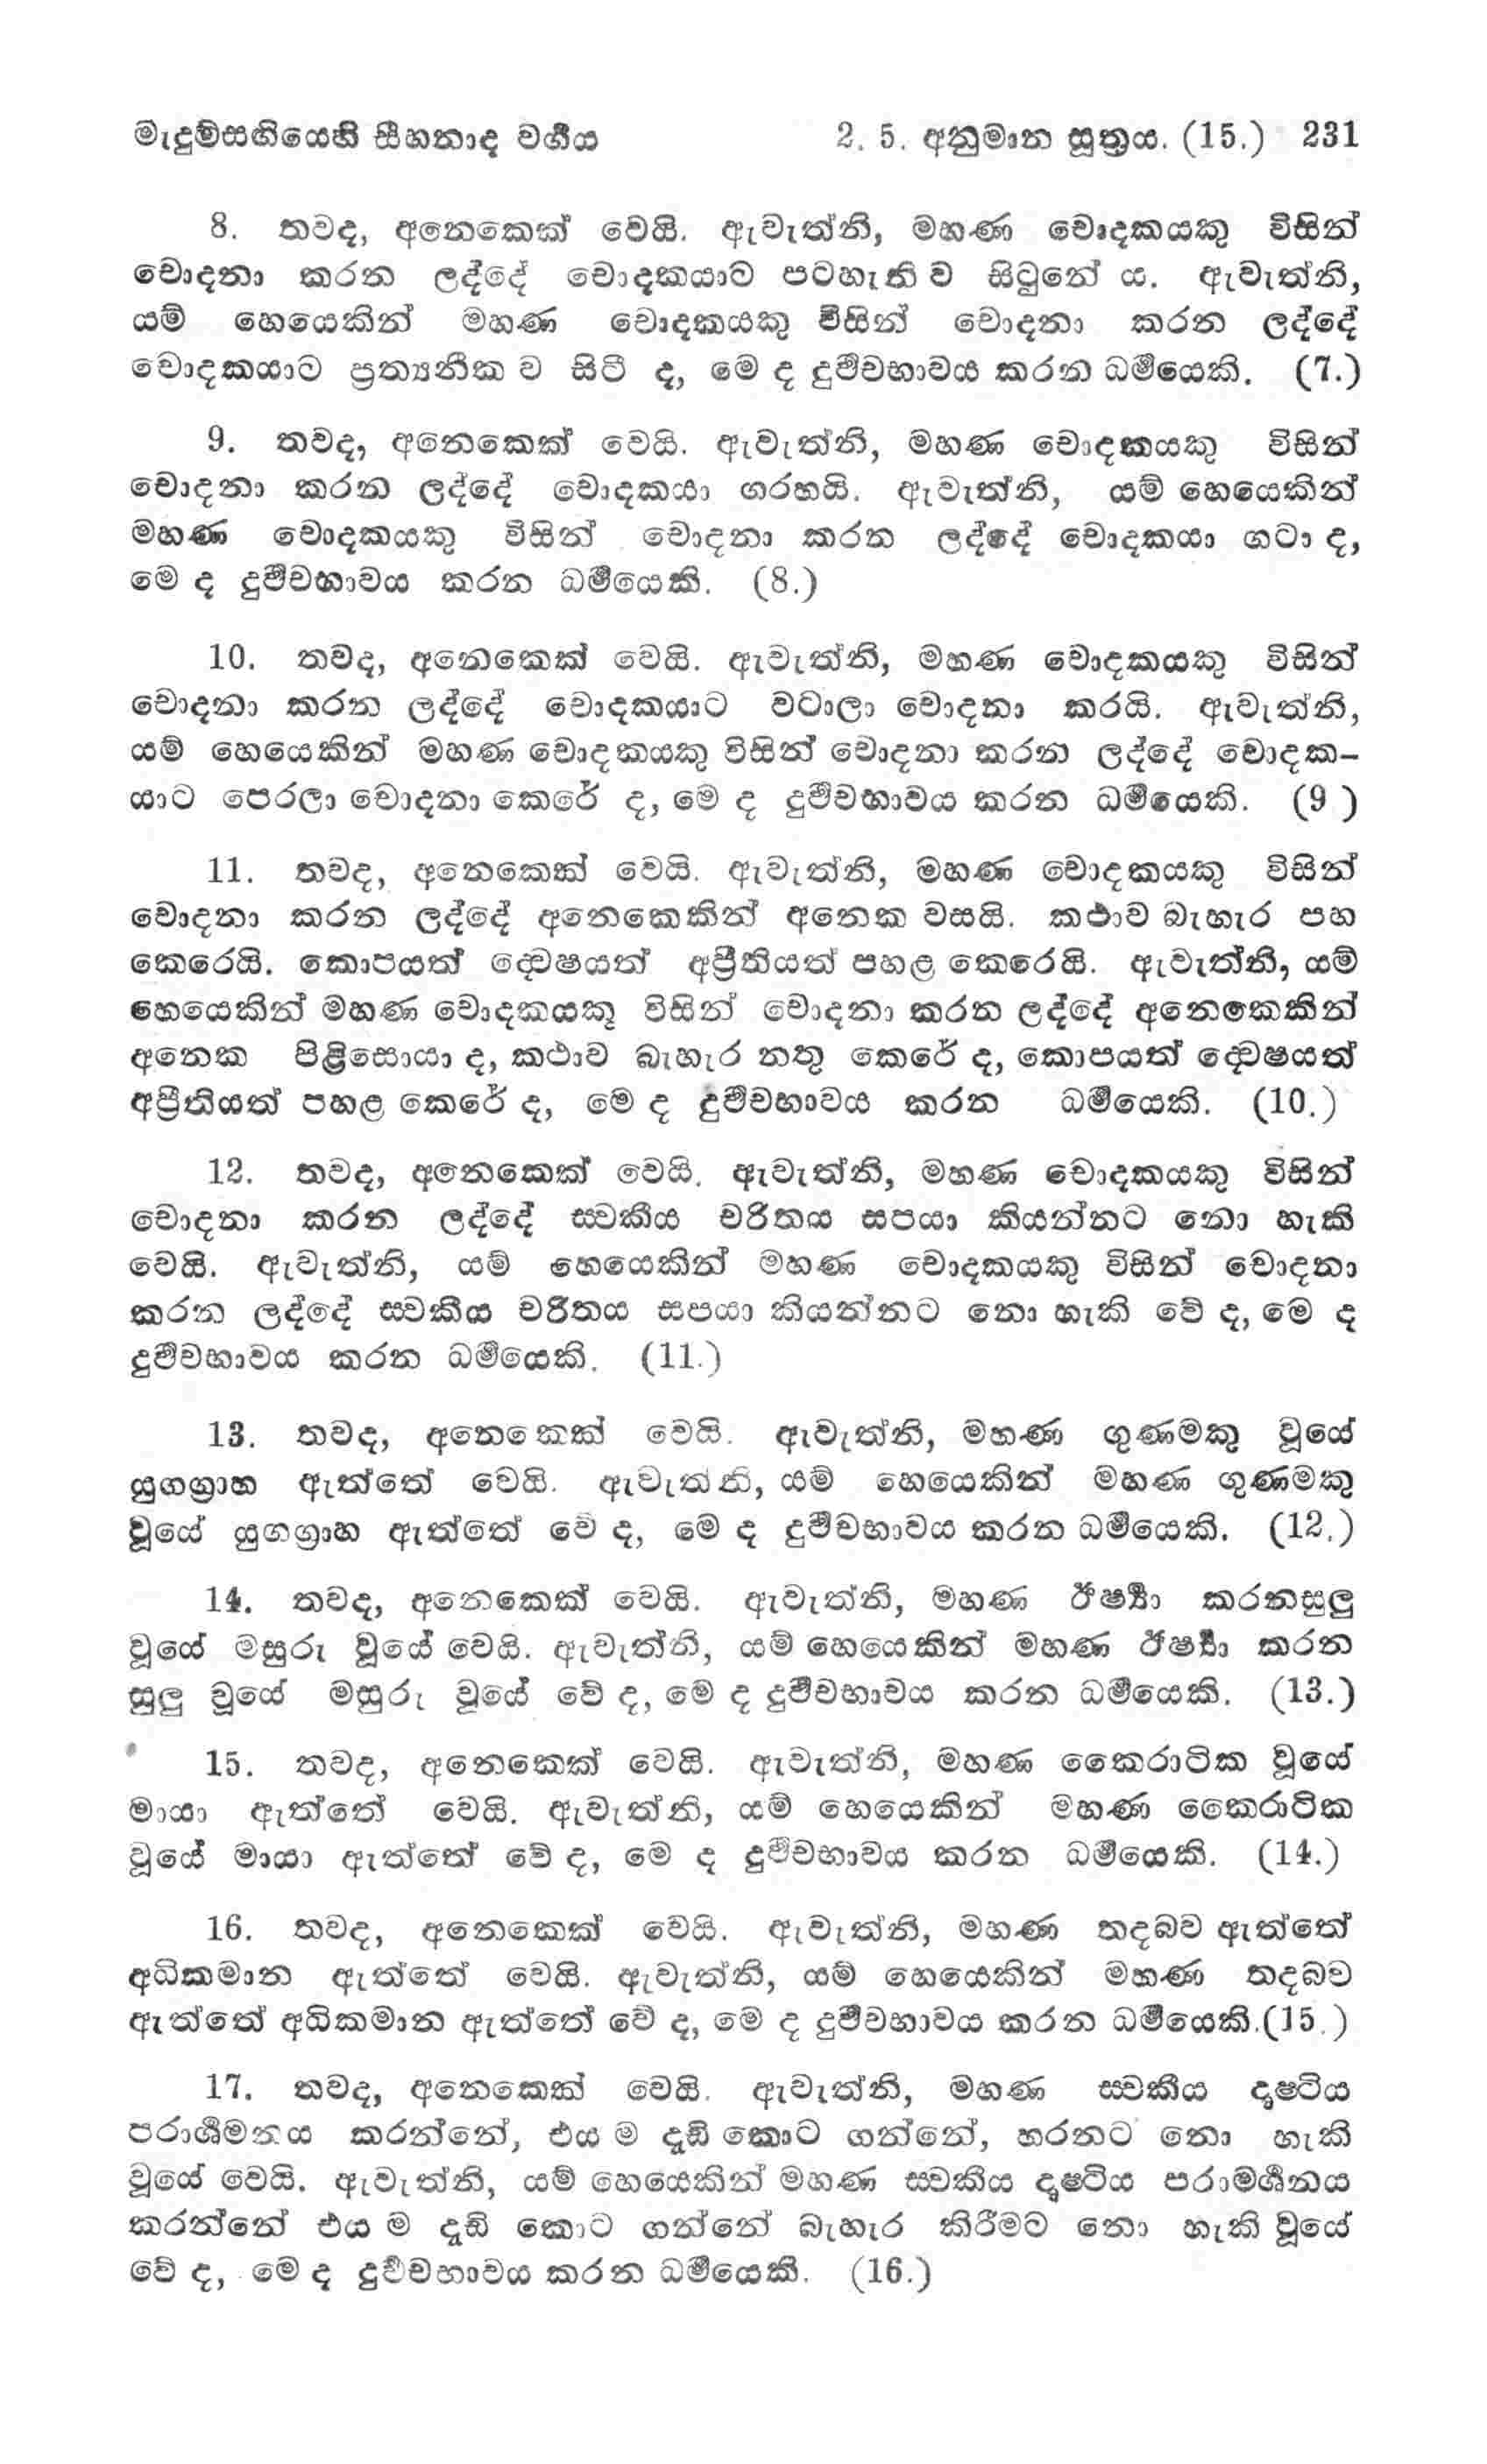 මැදුම්සඟියෙහි සීහනාද වර්‍ගය 2. 5. අනුමාන සූත්‍රය. (15.) 231
8. තවද, අනෙකෙක් වෙයි. ඇවැත්නි, මහණ චොදකයකු විසින්
චොදනා කරන ලද්දේ චොදකයාට පටහැනි ව සිටුනේ ය. ඇවැත්නි,
යම් හෙයෙකින් මහණ චොදකයකු විසින් චොදනා කරන ලද්දේ
චොදකයාට ප්‍රත්‍යනීක ව සිටී ද, මෙ ද දුර්‍වචභාවය කරන ධර්‍මයෙකි. (7.)
9. තවද, අනෙකෙක් වෙයි. ඇවැත්නි, මහණ චොදකයකු විසින්
චොදනා කරන ලද්දේ චොදකයා ගරහයි. ඇවැත්නි, යම් හෙයෙකින්
මහණ චොදකයකු විසින් චොදනා කරන ලද්දේ චොදකයා ගටා ද,
මෙ ද දුර්‍වචභාවය කරන ධර්‍මයෙකි. (8.)
10. තවද, අනෙකෙක් වෙයි. ඇවැත්නි, මහණ චොදකයකු විසින්
චොදනා කරන ලද්දේ චොදකයාට වටාලා චොදනා කරයි. ඇවැත්නි,
යම් හෙයෙකින් මහණ චොදකයකු විසින් චොදනා කරන ලද්දේ චොදක-
යාට පෙරලා චොදනා කෙරේ ද, මෙ ද දුර්‍වචභාවය කරන ධර්‍මයෙකි. (9 )
11. තවද, අනෙකෙක් වෙයි. ඇවැත්නි, මහණ චොදකයකු විසින්
චොදනා කරන ලද්දේ අනෙකෙකින් අනෙක වසයි. කථාව බැහැර පහ
කෙරෙයි. කොපයත් ද්‍වෙෂයත් අප්‍රීතියත් පහළ කෙරෙයි. ඇවැත්නි, යම්
හෙයෙකින් මහණ චොදකයකු විසින් චොදනා කරන ලද්දේ අනෙකෙකින්
අනෙක පිළිසොයා ද, කථාව බැහැර නතු කෙරේ ද, කොපයත් ද්‍වෙෂයත්
අප්‍රීතියත් පහළ කෙරේ ද, මෙ ද දුර්‍වචභාවය කරන ධර්‍මයෙකි. (10.)
12. තවද, අනෙකෙක් වෙයි. ඇවැත්නි, මහණ චොදකයකු විසින්
චොදනා කරන ලද්දේ ස්‍වකීය චරිතය සපයා කියන්නට නො හැකි
වෙයි. ඇවැත්නි, යම් හෙයෙකින් මහණ චොදකයකු විසින් චොදනා
කරන ලද්දේ ස්‍වකීය චරිතය සපයා කියන්නට නො හැකි වේ ද, මෙ ද
දුර්‍වචභාවය කරන ධර්‍මයෙකි. (11.)
13. තවද, අනෙකෙක් වෙයි. ඇවැත්නි, මහණ ගුණමකු වූයේ
යුගග්‍රාහ ඇත්තේ වෙයි. ඇවැත්නි, යම් හෙයෙකින් මහණ ගුණමකු
වූයේ යුගග්‍රාහ ඇත්තේ වේ ද, මෙ ද දුර්‍වචභාවය කරන ධර්‍මයෙකි. (12.)
14. තවද, අනෙකෙක් වෙයි. ඇවැත්නි, මහණ ඊර්‍ෂ්‍යා කරනසුලු
වූයේ මසුරු වූයේ වෙයි. ඇවැත්නි, යම් හෙයෙකින් මහණ ඊර්‍ෂ්‍යා කරන
සුලු වූයේ මසුරු වූයේ වේ ද, මෙ ද දුර්‍වචභාවය කරන ධර්‍මයෙකි. (13.)
15. තවද, අනෙකෙක් වෙයි. ඇවැත්නි, මහණ කෛරාටික වූයේ
මායා ඇත්තේ වෙයි. ඇවැත්නි, යම් හෙයෙකින් මහණ කෛරාටික
වූයේ මායා ඇත්තේ වේ ද, මෙ ද දුර්‍වචභාවය කරන ධර්‍මයෙකි. (14.)
16. තවද, අනෙකෙක් වෙයි. ඇවැත්නි, මහණ තදබව ඇත්තේ
අධිකමාන ඇත්තේ වෙයි. ඇවැත්නි, යම් හෙයෙකින් මහණ තදබව
ඇත්තේ අධිකමාන ඇත්තේ වේ ද, මෙ ද දුර්‍වචභාවය කරන ධර්‍මයෙකි.(15.)
17. තවද, අනෙකෙක් වෙයි. ඇවැත්නි, මහණ ස්‍වකීය දෘෂ්ටිය
පරාර්‍ශමනය කරන්නේ, එය ම දෘඪ කොට ගන්නේ, හරනට නො හැකි
වූයේ වෙයි. ඇවැත්නි, යම් හෙයෙකින් මහණ ස්‍වකීය දෘෂ්ටිය පරාමර්‍ශනය
කරන්නේ එය ම දෘඪ කොට ගන්නේ බැහැර කිරීමට නො හැකි වූයේ
වේ ද, මෙ ද දුර්‍වචභාවය කරන ධර්‍මයෙකි. (16.)